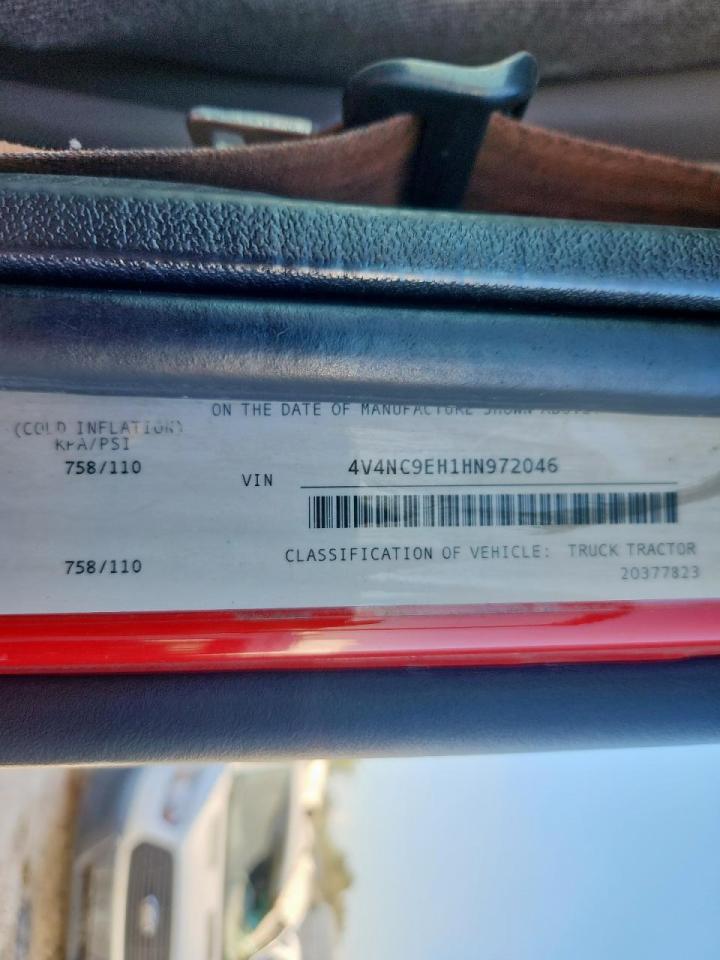 ON THE DATE OF MANUFACTURE SHOWN
(COLD INFLATION)
KPA/PSI
758/110
VIN 4V4NC9EH1HN972046
758/110
CLASSIFICATION OF VEHICLE: TRUCK TRACTOR
20377823